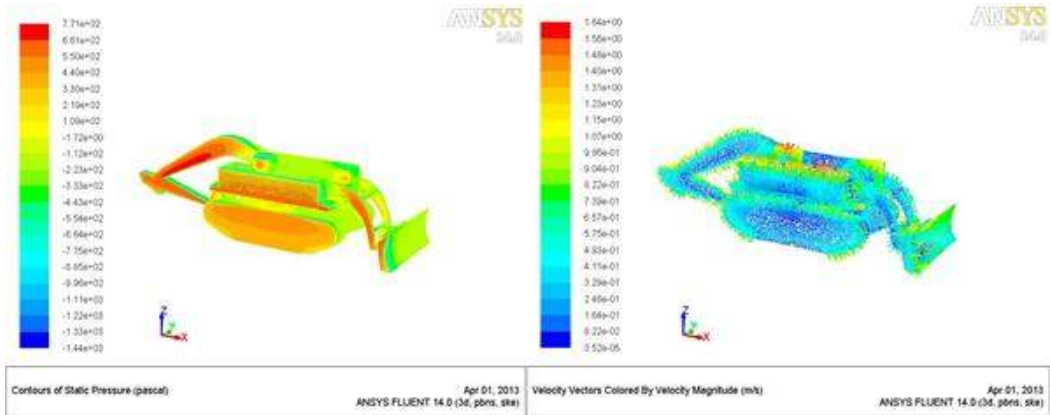 ANSYS
14.0
7.71e+02
6.61e+02
5.50e+02
4.40e+02
3.30e+02
2.19e+02
1.09e+02
-1.72e+00
-1.12e+02
-2.23e+02
-3.33e+02
-4.43e+02
-5.54e+02
-6.64e+02
-7.75e+02
-8.85e+02
-9.96e+02
-1.11e+03
-1.22e+03
-1.33e+03
-1.44e+03
Z
Y
X
Contours of Static Pressure (pascal)
Apr 01, 2013
ANSYS FLUENT 14.0 (3d, pbns, ske)
ANSYS
14.0
1.64e+00
1.56e+00
1.48e+00
1.40e+00
1.31e+00
1.23e+00
1.15e+00
1.07e+00
9.86e-01
9.04e-01
8.22e-01
7.39e-01
6.57e-01
5.75e-01
4.93e-01
4.11e-01
3.29e-01
2.46e-01
1.64e-01
8.22e-02
3.52e-05
Z
Y
X
Velocity Vectors Colored By Velocity Magnitude (m/s)
Apr 01, 2013
ANSYS FLUENT 14.0 (3d, pbns, ske)